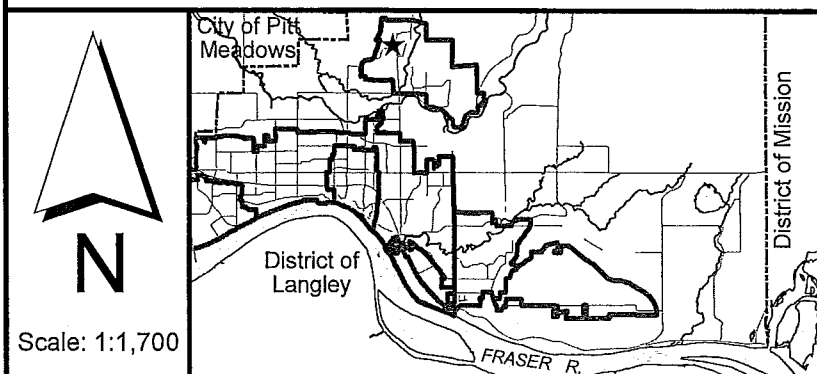 City of Pitt
Meadows
District of Mission
District of
Langley
N
Scale: 1:1,700
FRASER R.